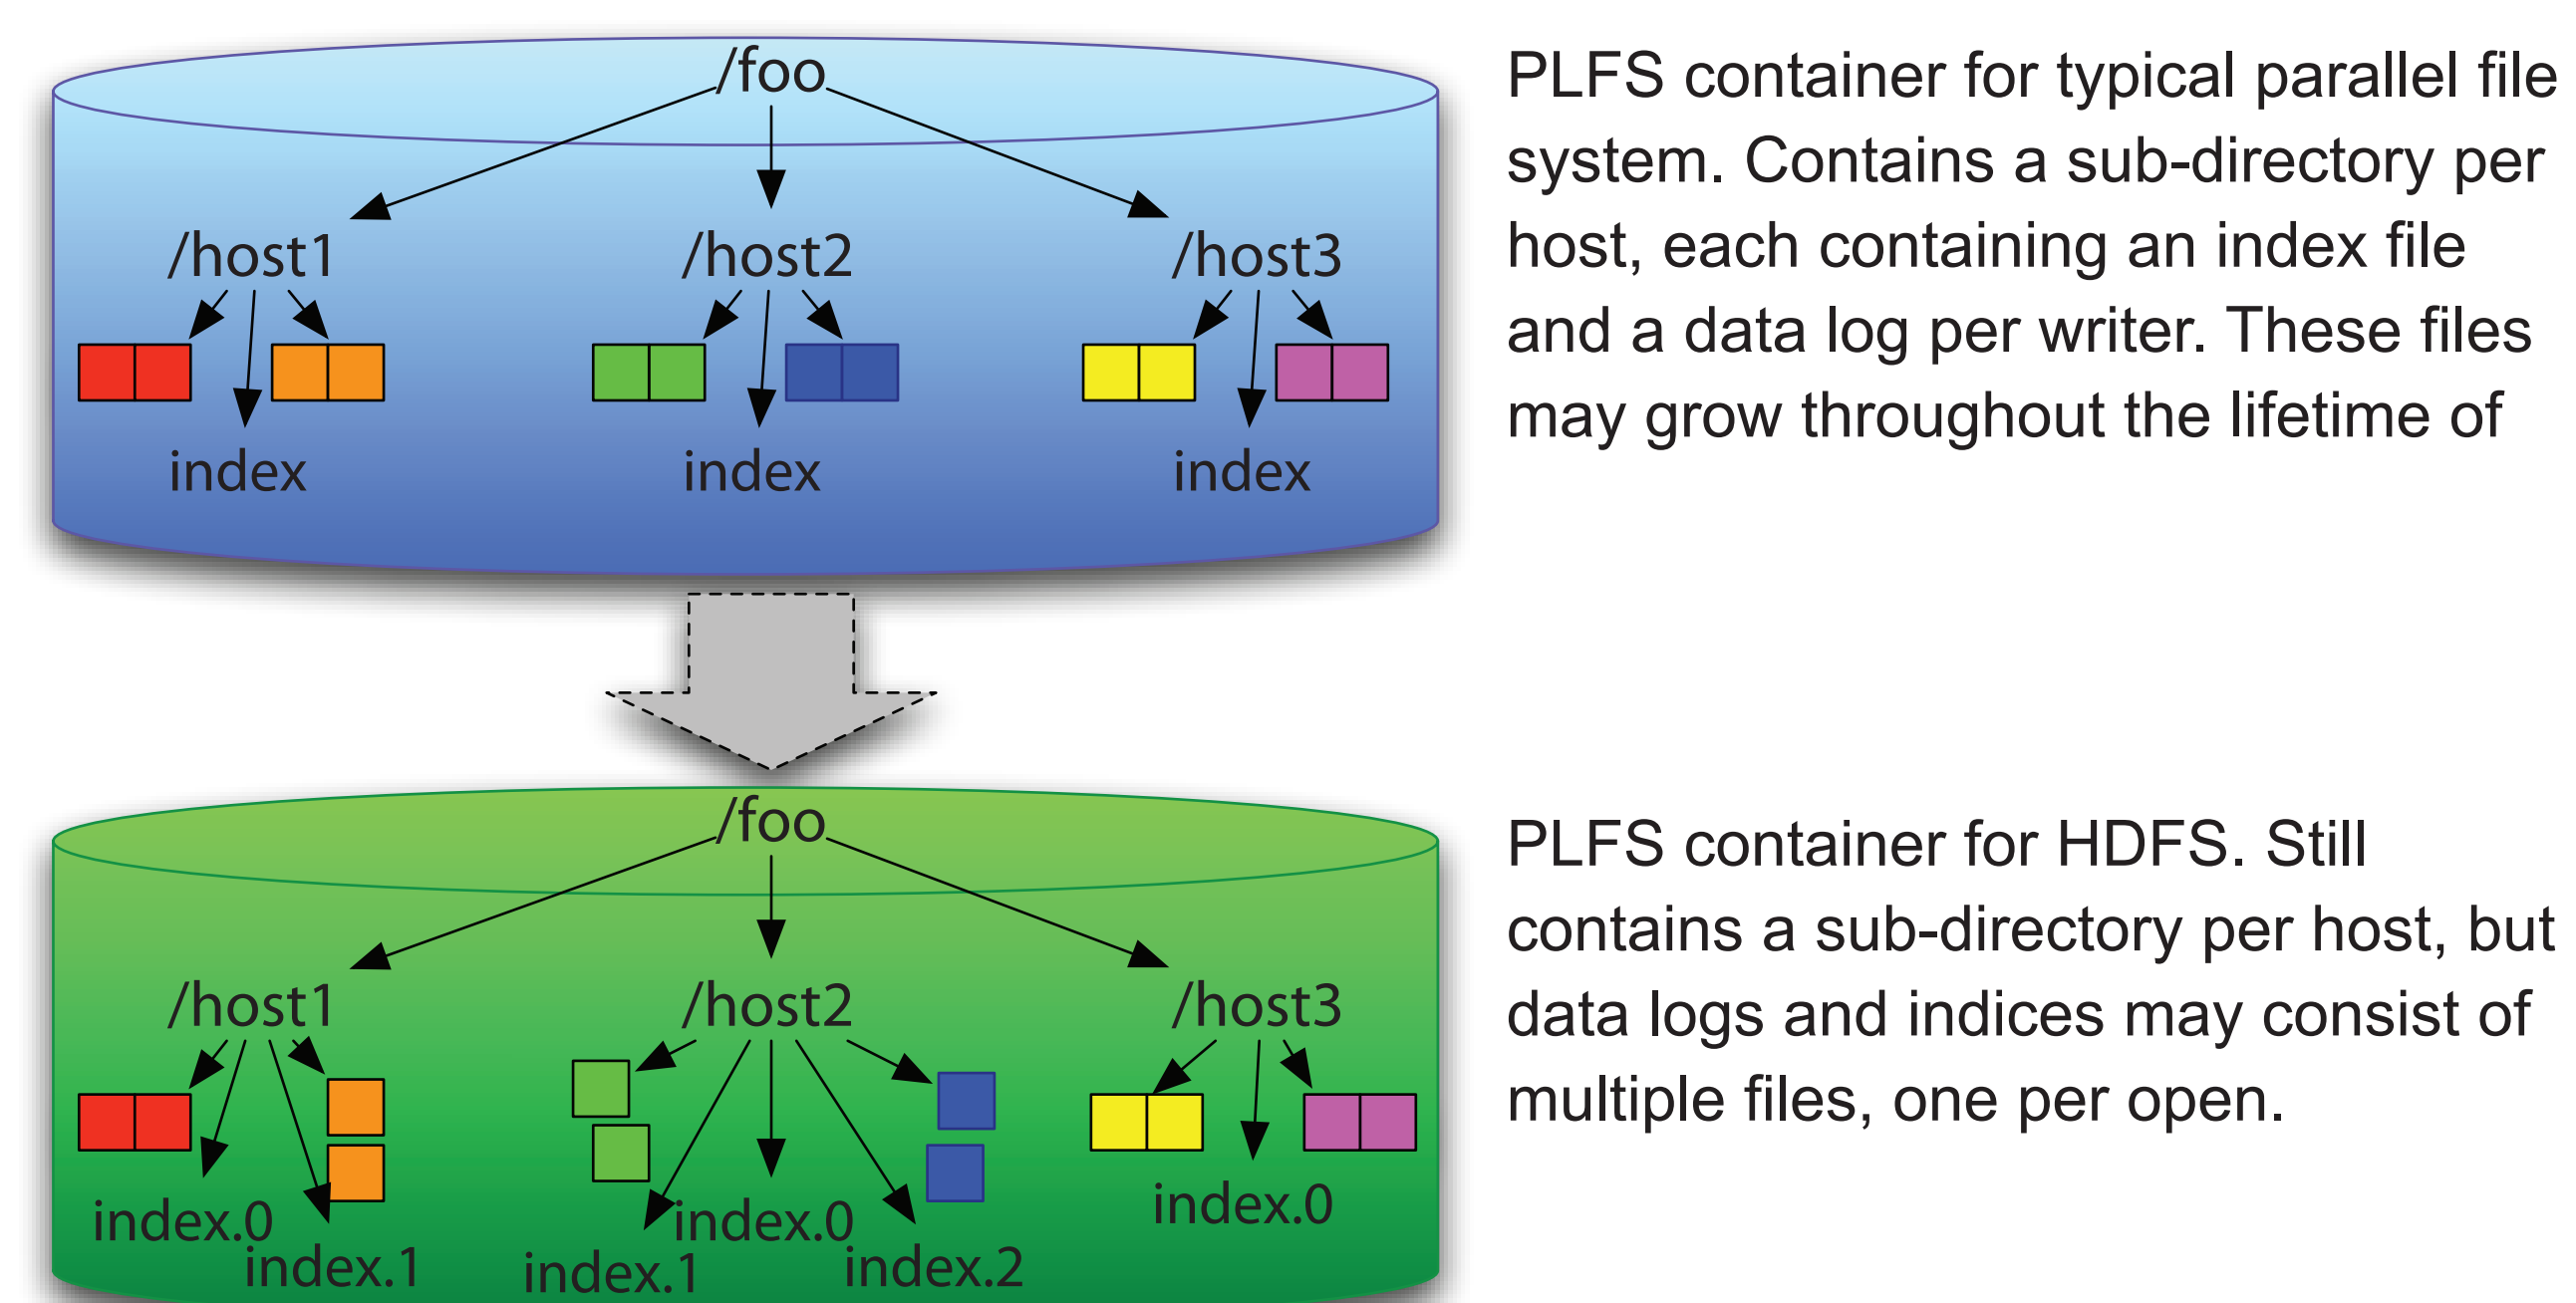 /foo
/host1 /host2 /host3
index index index
PLFS container for typical parallel file
system. Contains a sub-directory per
host, each containing an index file
and a data log per writer. These files
may grow throughout the lifetime of
/foo
/host1 /host2 /host3
index.0 index.1 index.1 index.0 index.2 index.0
PLFS container for HDFS. Still
contains a sub-directory per host, but
data logs and indices may consist of
multiple files, one per open.